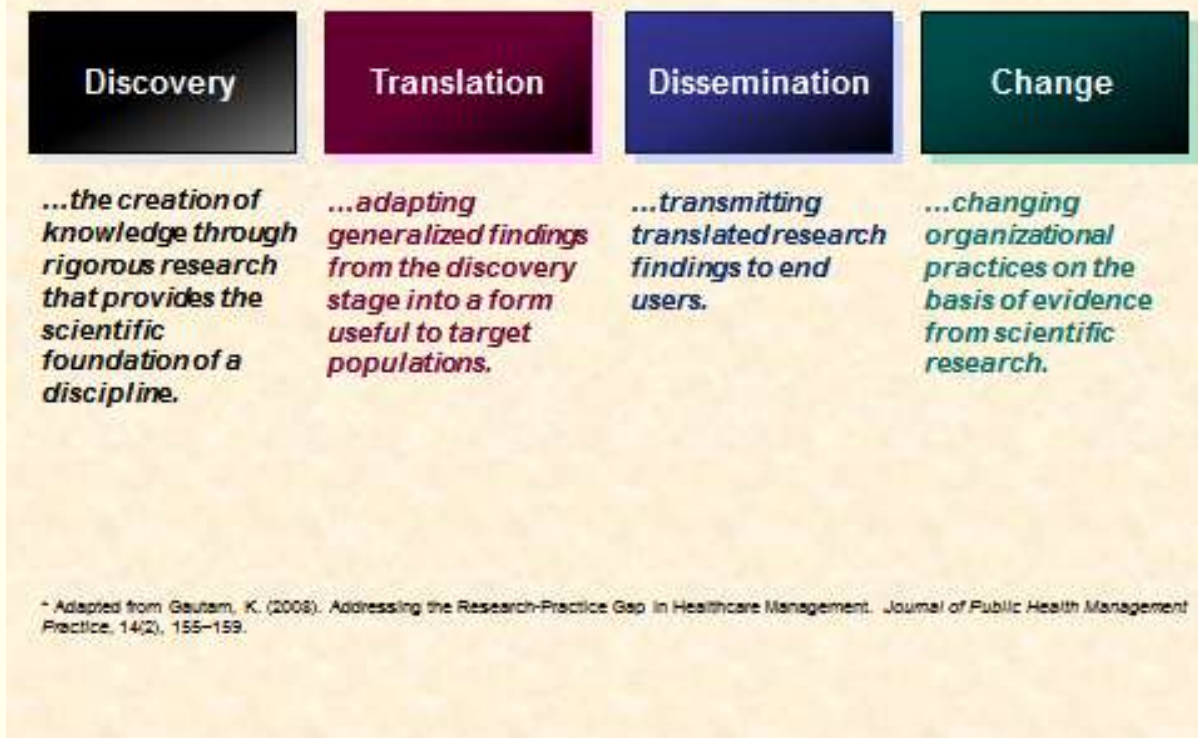 Discovery
Translation
Dissemination
Change
...the creation of
knowledge through
rigorous research
that provides the
scientific
foundation of a
discipline.
...adapting
generalized findings
from the discovery
stage into a form
useful to target
populations.
...transmitting
translated research
findings to end
users.
...changing
organizational
practices on the
basis of evidence
from scientific
research.
* Adapted from Gautam, K. (2008). Addressing the Research-Practice Gap in Healthcare Management. Journal of Public Health Management
Practice, 14(2), 155–159.